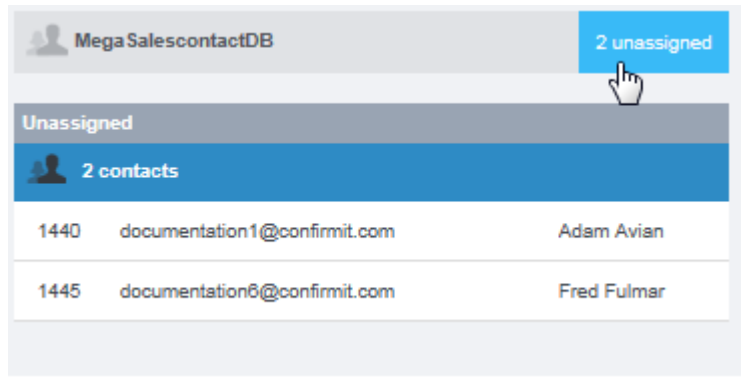 MegaSalescontactDB 2 unassigned
Unassigned
2 contacts
1440 documentation1@confirmit.com Adam Avian
1445 documentation6@confirmit.com Fred Fulmar